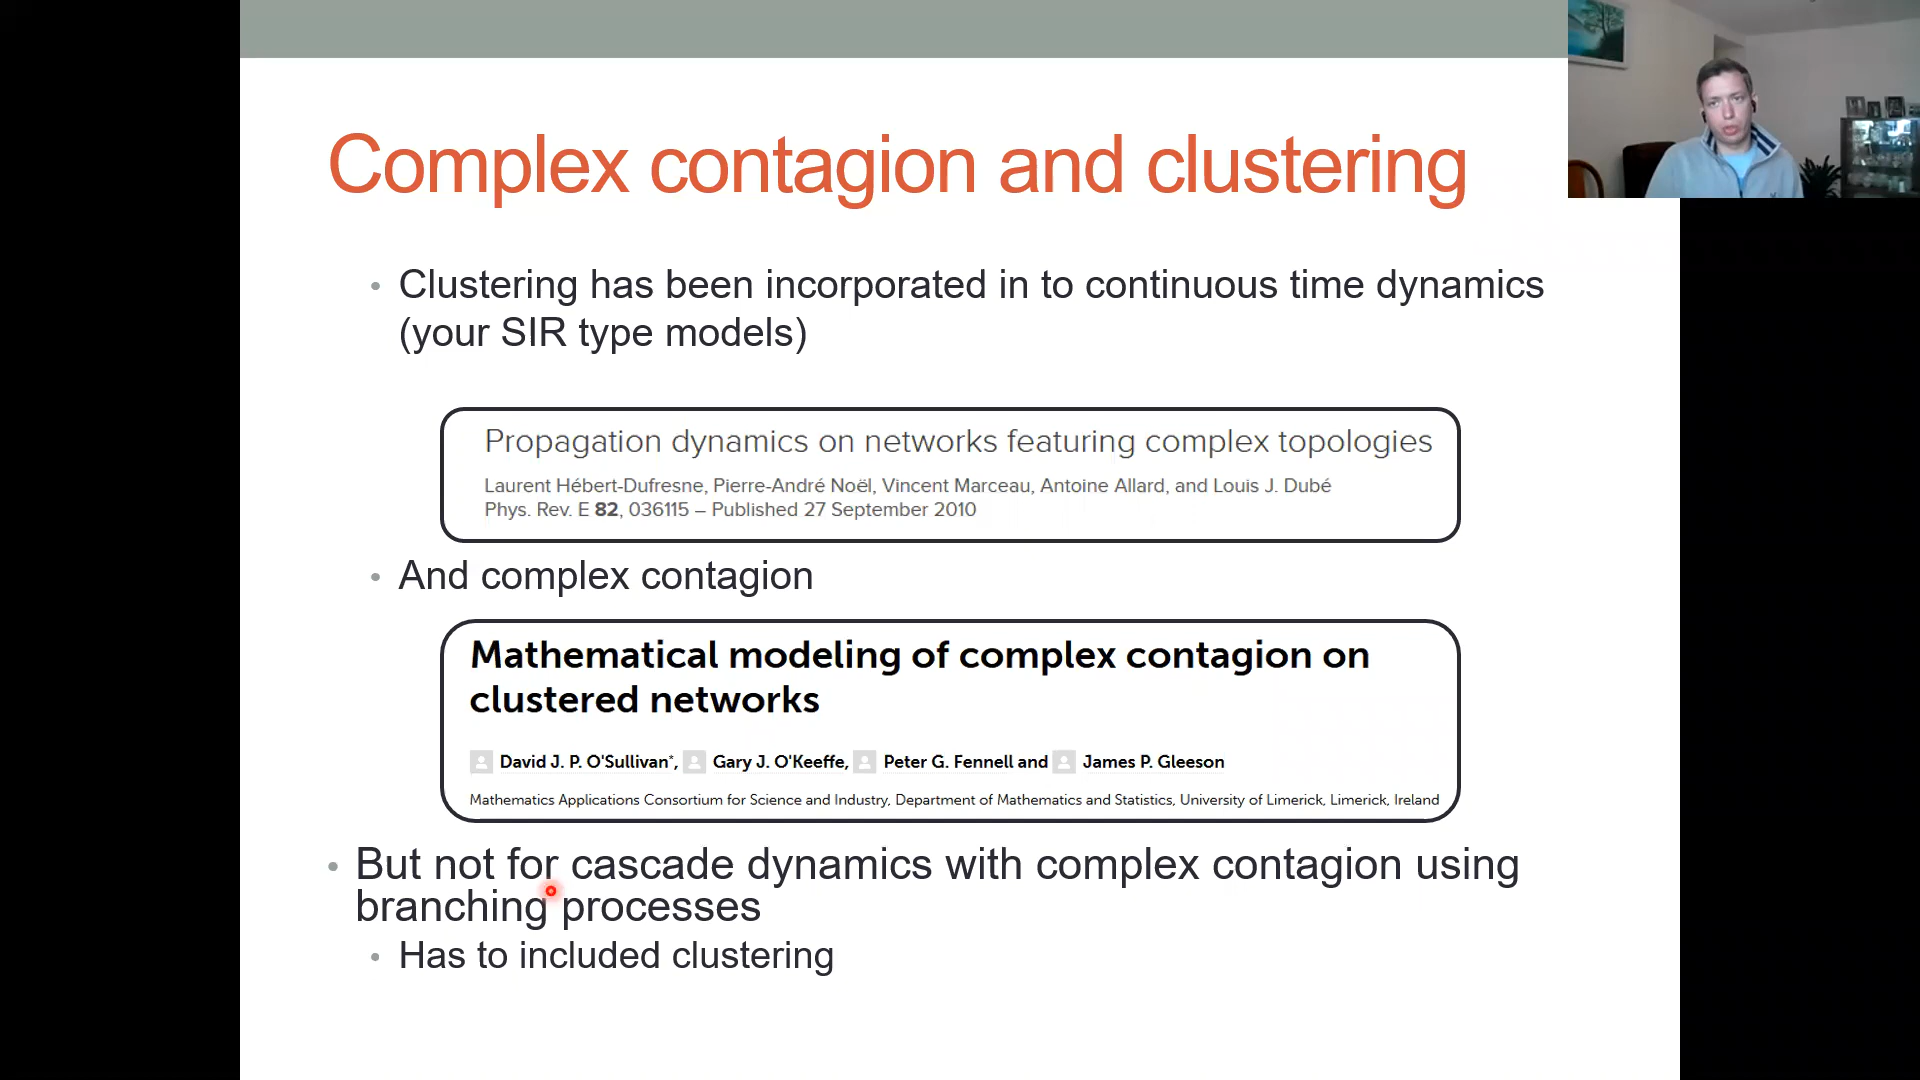 Complex contagion and clustering
• Clustering has been incorporated in to continuous time dynamics
(your SIR type models)
Propagation dynamics on networks featuring complex topologies
Laurent Hébert-Dufresne, Pierre-André Noël, Vincent Marceau, Antoine Allard, and Louis J. Dubé
Phys. Rev. E 82, 036115 – Published 27 September 2010
• And complex contagion
Mathematical modeling of complex contagion on
clustered networks
David J. P. O'Sullivan*, Gary J. O'Keeffe, Peter G. Fennell and James P. Gleeson
Mathematics Applications Consortium for Science and Industry, Department of Mathematics and Statistics, University of Limerick, Limerick, Ireland
• But not for cascade dynamics with complex contagion using
branching processes
• Has to included clustering